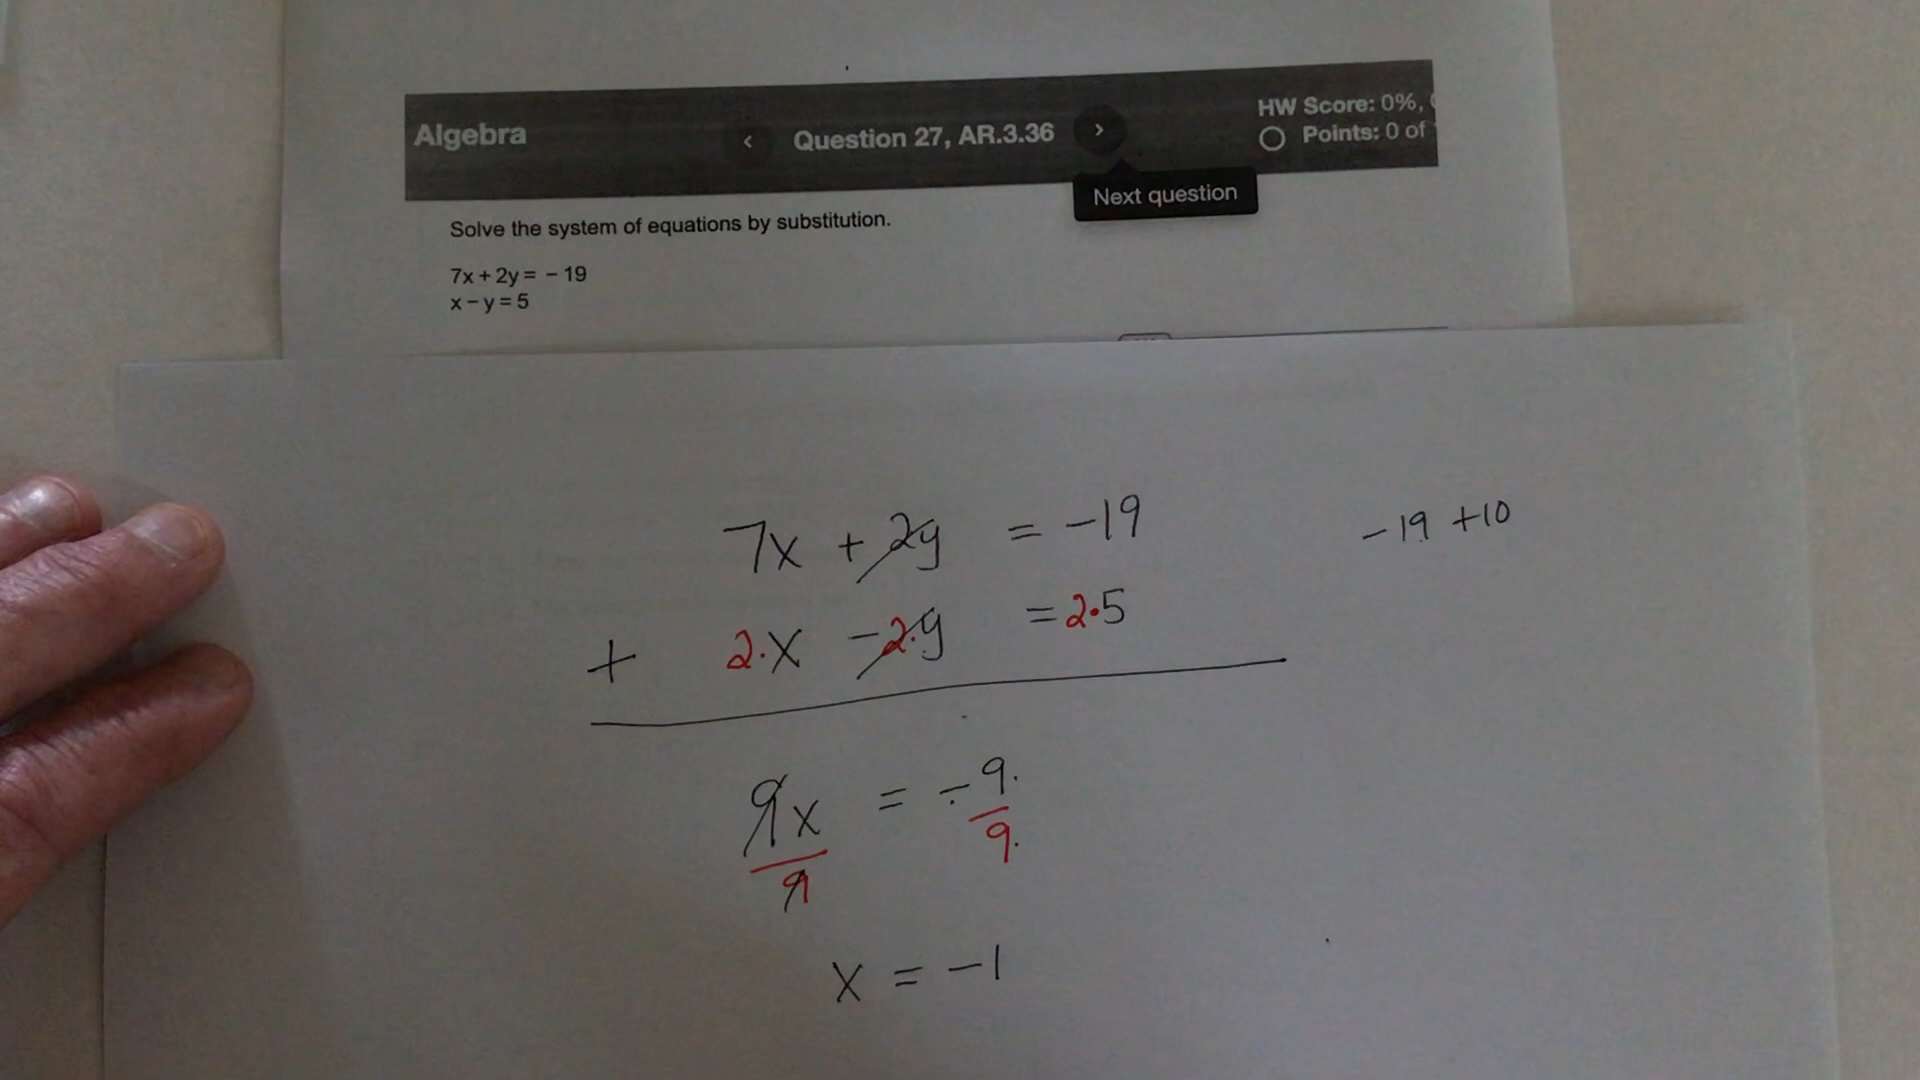 Algebra
< Question 27, AR.3.36 >
HW Score: 0%,
Points: 0 of
Next question
Solve the system of equations by substitution.
7x + 2y = - 19
x - y = 5
7x + 2y = -19
-19 +10
+ 2·x -2·y = 2·5
9x = -9
9 9
x = -1